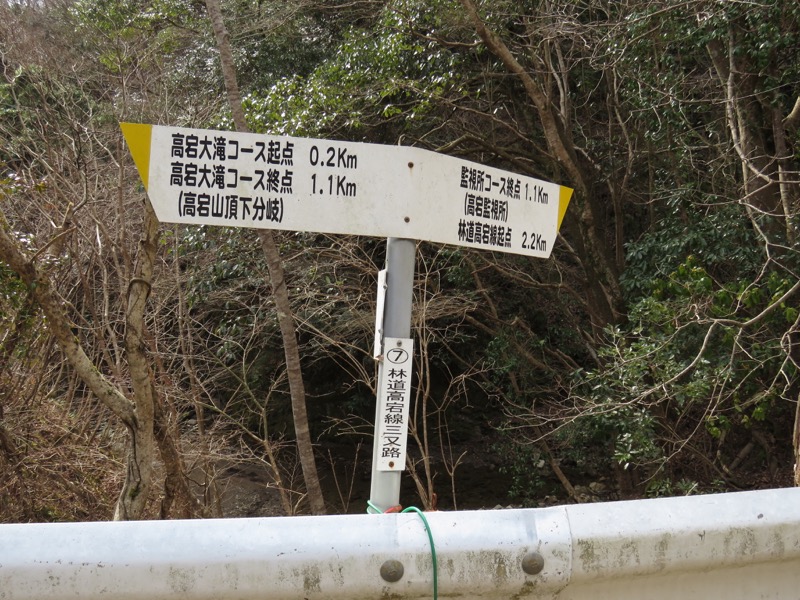 高宕大滝コース起点 0.2Km
高宕大滝コース終点 1.1Km
(高宕山頂下分岐)
監視所コース終点 1.1Km
(高宕監視所)
林道高宕線起点 2.2Km
⑦林道高宕線三叉路